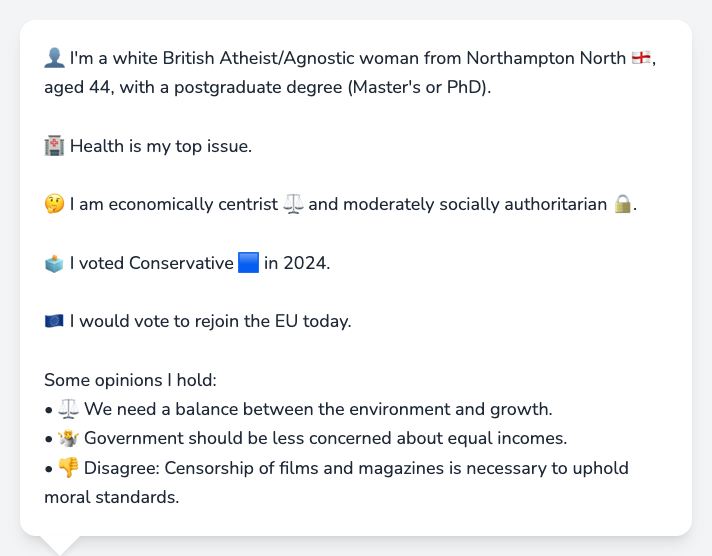 👤 I'm a white British Atheist/Agnostic woman from Northampton North 🏴󠁧󠁢󠁥󠁮󠁧󠁿,
aged 44, with a postgraduate degree (Master's or PhD).
🏥 Health is my top issue.
🤔 I am economically centrist ⚖️ and moderately socially authoritarian 🔒.
🗳️ I voted Conservative 🟦 in 2024.
🇪🇺 I would vote to rejoin the EU today.
Some opinions I hold:
• ⚖️ We need a balance between the environment and growth.
• 🤷 Government should be less concerned about equal incomes.
• 👎 Disagree: Censorship of films and magazines is necessary to uphold
moral standards.